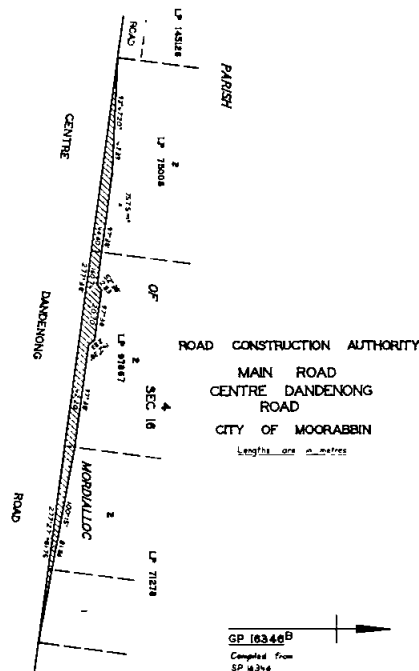 LP 145126
ROAD
PARISH
CENTRE
2
LP 75008
OF
DANDENONG
2
LP 97867
4
SEC 16
ROAD CONSTRUCTION AUTHORITY
MAIN ROAD
CENTRE DANDENONG
ROAD
CITY OF MOORABBIN
Lengths are in metres
MORDIALLOC
2
LP 71278
ROAD
GP 16346B
Compiled from
SP 16346